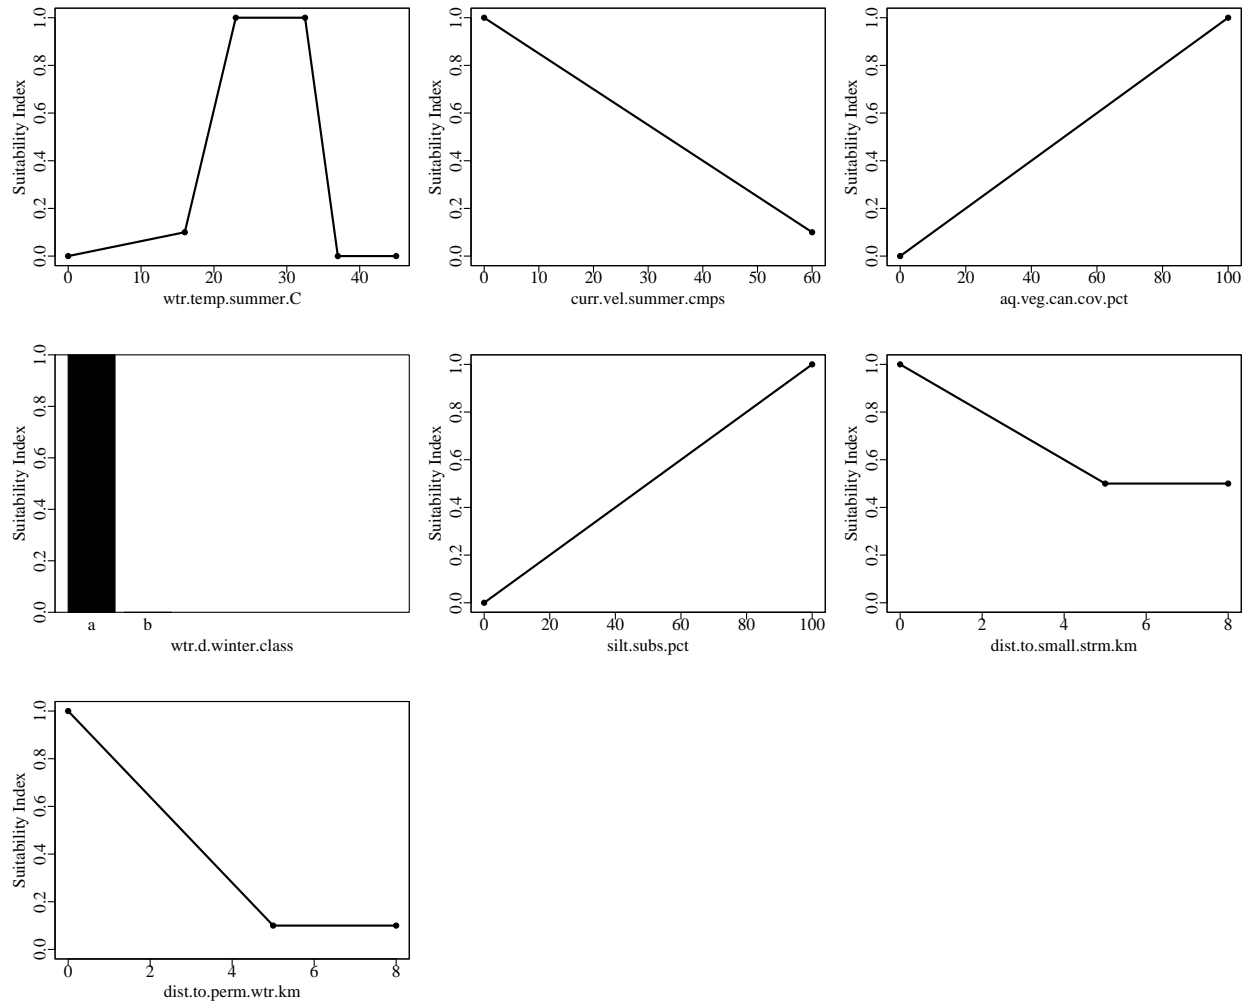 Suitability Index
0.0 0.2 0.4 0.6 0.8 1.0
0 10 20 30 40
wtr.temp.summer.C
Suitability Index
0.0 0.2 0.4 0.6 0.8 1.0
0 10 20 30 40 50 60
curr.vel.summer.cmps
Suitability Index
0.0 0.2 0.4 0.6 0.8 1.0
0 20 40 60 80 100
aq.veg.can.cov.pct
Suitability Index
0.0 0.2 0.4 0.6 0.8 1.0
a b
wtr.d.winter.class
Suitability Index
0.0 0.2 0.4 0.6 0.8 1.0
0 20 40 60 80 100
silt.subs.pct
Suitability Index
0.0 0.2 0.4 0.6 0.8 1.0
0 2 4 6 8
dist.to.small.strm.km
Suitability Index
0.0 0.2 0.4 0.6 0.8 1.0
0 2 4 6 8
dist.to.perm.wtr.km